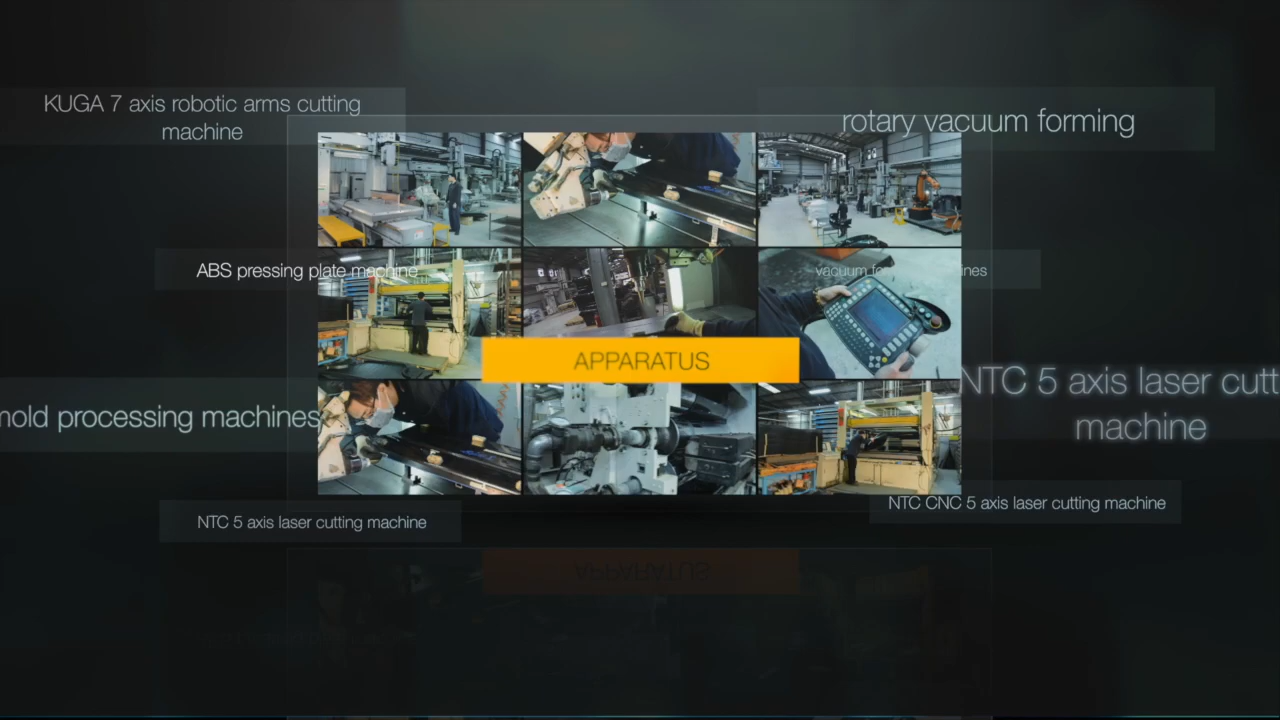 KUGA 7 axis robotic arms cutting
machine
rotary vacuum forming
ABS pressing plate machine
vacuum
APPARATUS
mold processing machines
NTC 5 axis laser
machine
NTC 5 axis laser cutting machine
NTC CNC 5 axis laser cutting machine